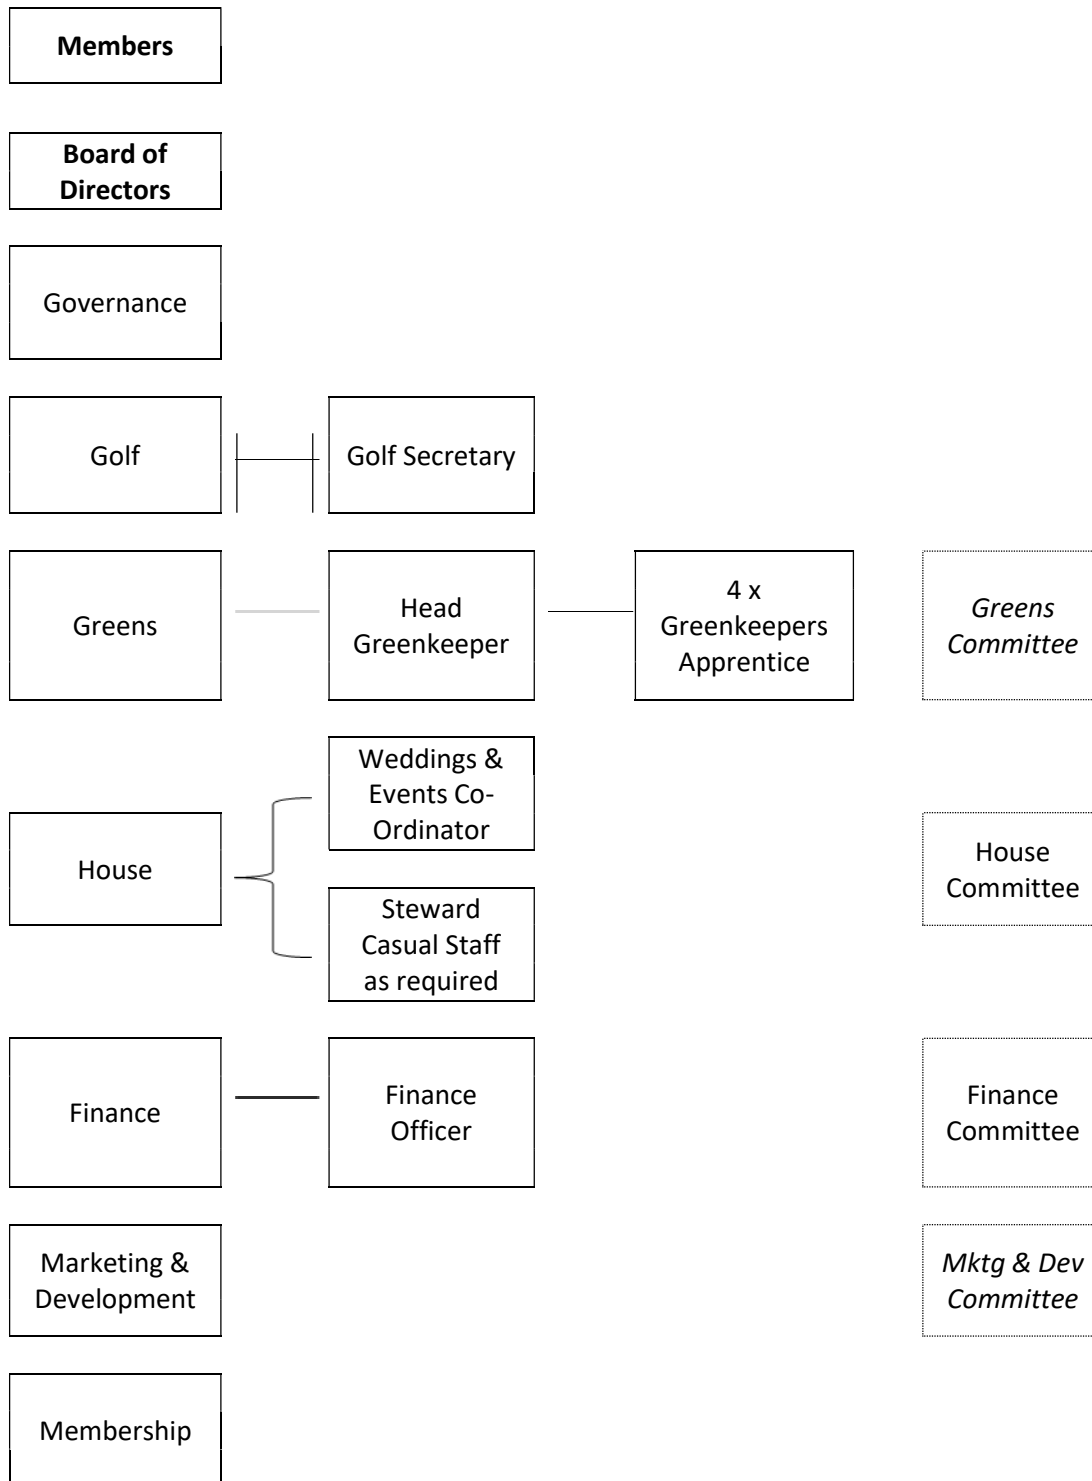 Members
Board of
Directors
Governance
Golf
Golf Secretary
Greens
Head
Greenkeeper
4 x
Greenkeepers
Apprentice
Greens
Committee
House
Weddings &
Events Co-
Ordinator
Steward
Casual Staff
as required
House
Committee
Finance
Finance
Officer
Finance
Committee
Marketing &
Development
Mktg & Dev
Committee
Membership